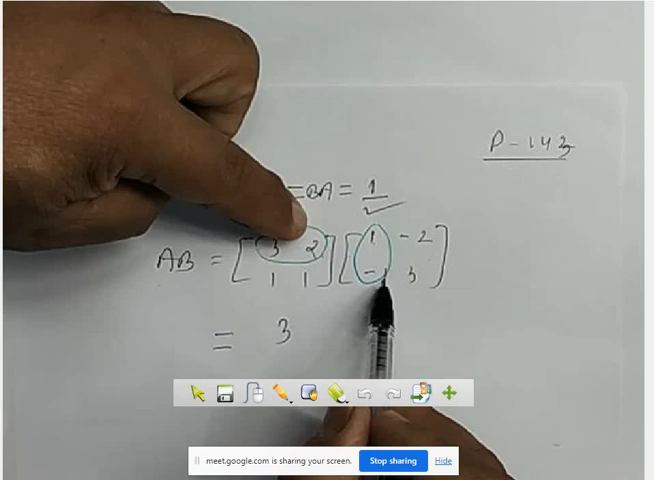 P-143
=BA = 1
AB = [ 3 2 ] [ 1 -2 ]
1 1 -1 3
= 3
meet.google.com is sharing your screen. Stop sharing Hide